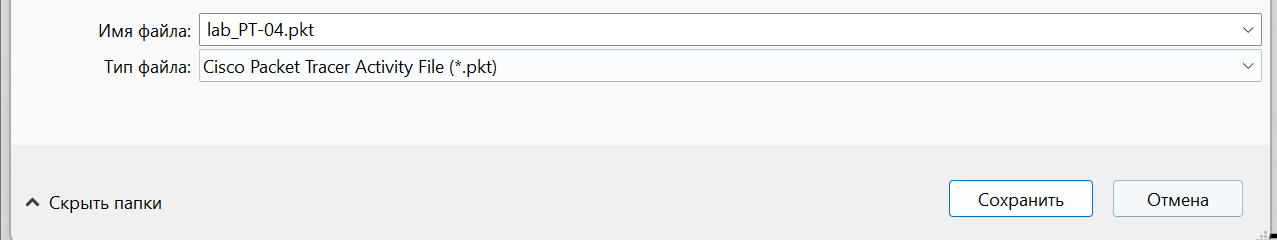 Имя файла: lab_PT-04.pkt
Тип файла: Cisco Packet Tracer Activity File (*.pkt)
Скрыть папки
Сохранить
Отмена